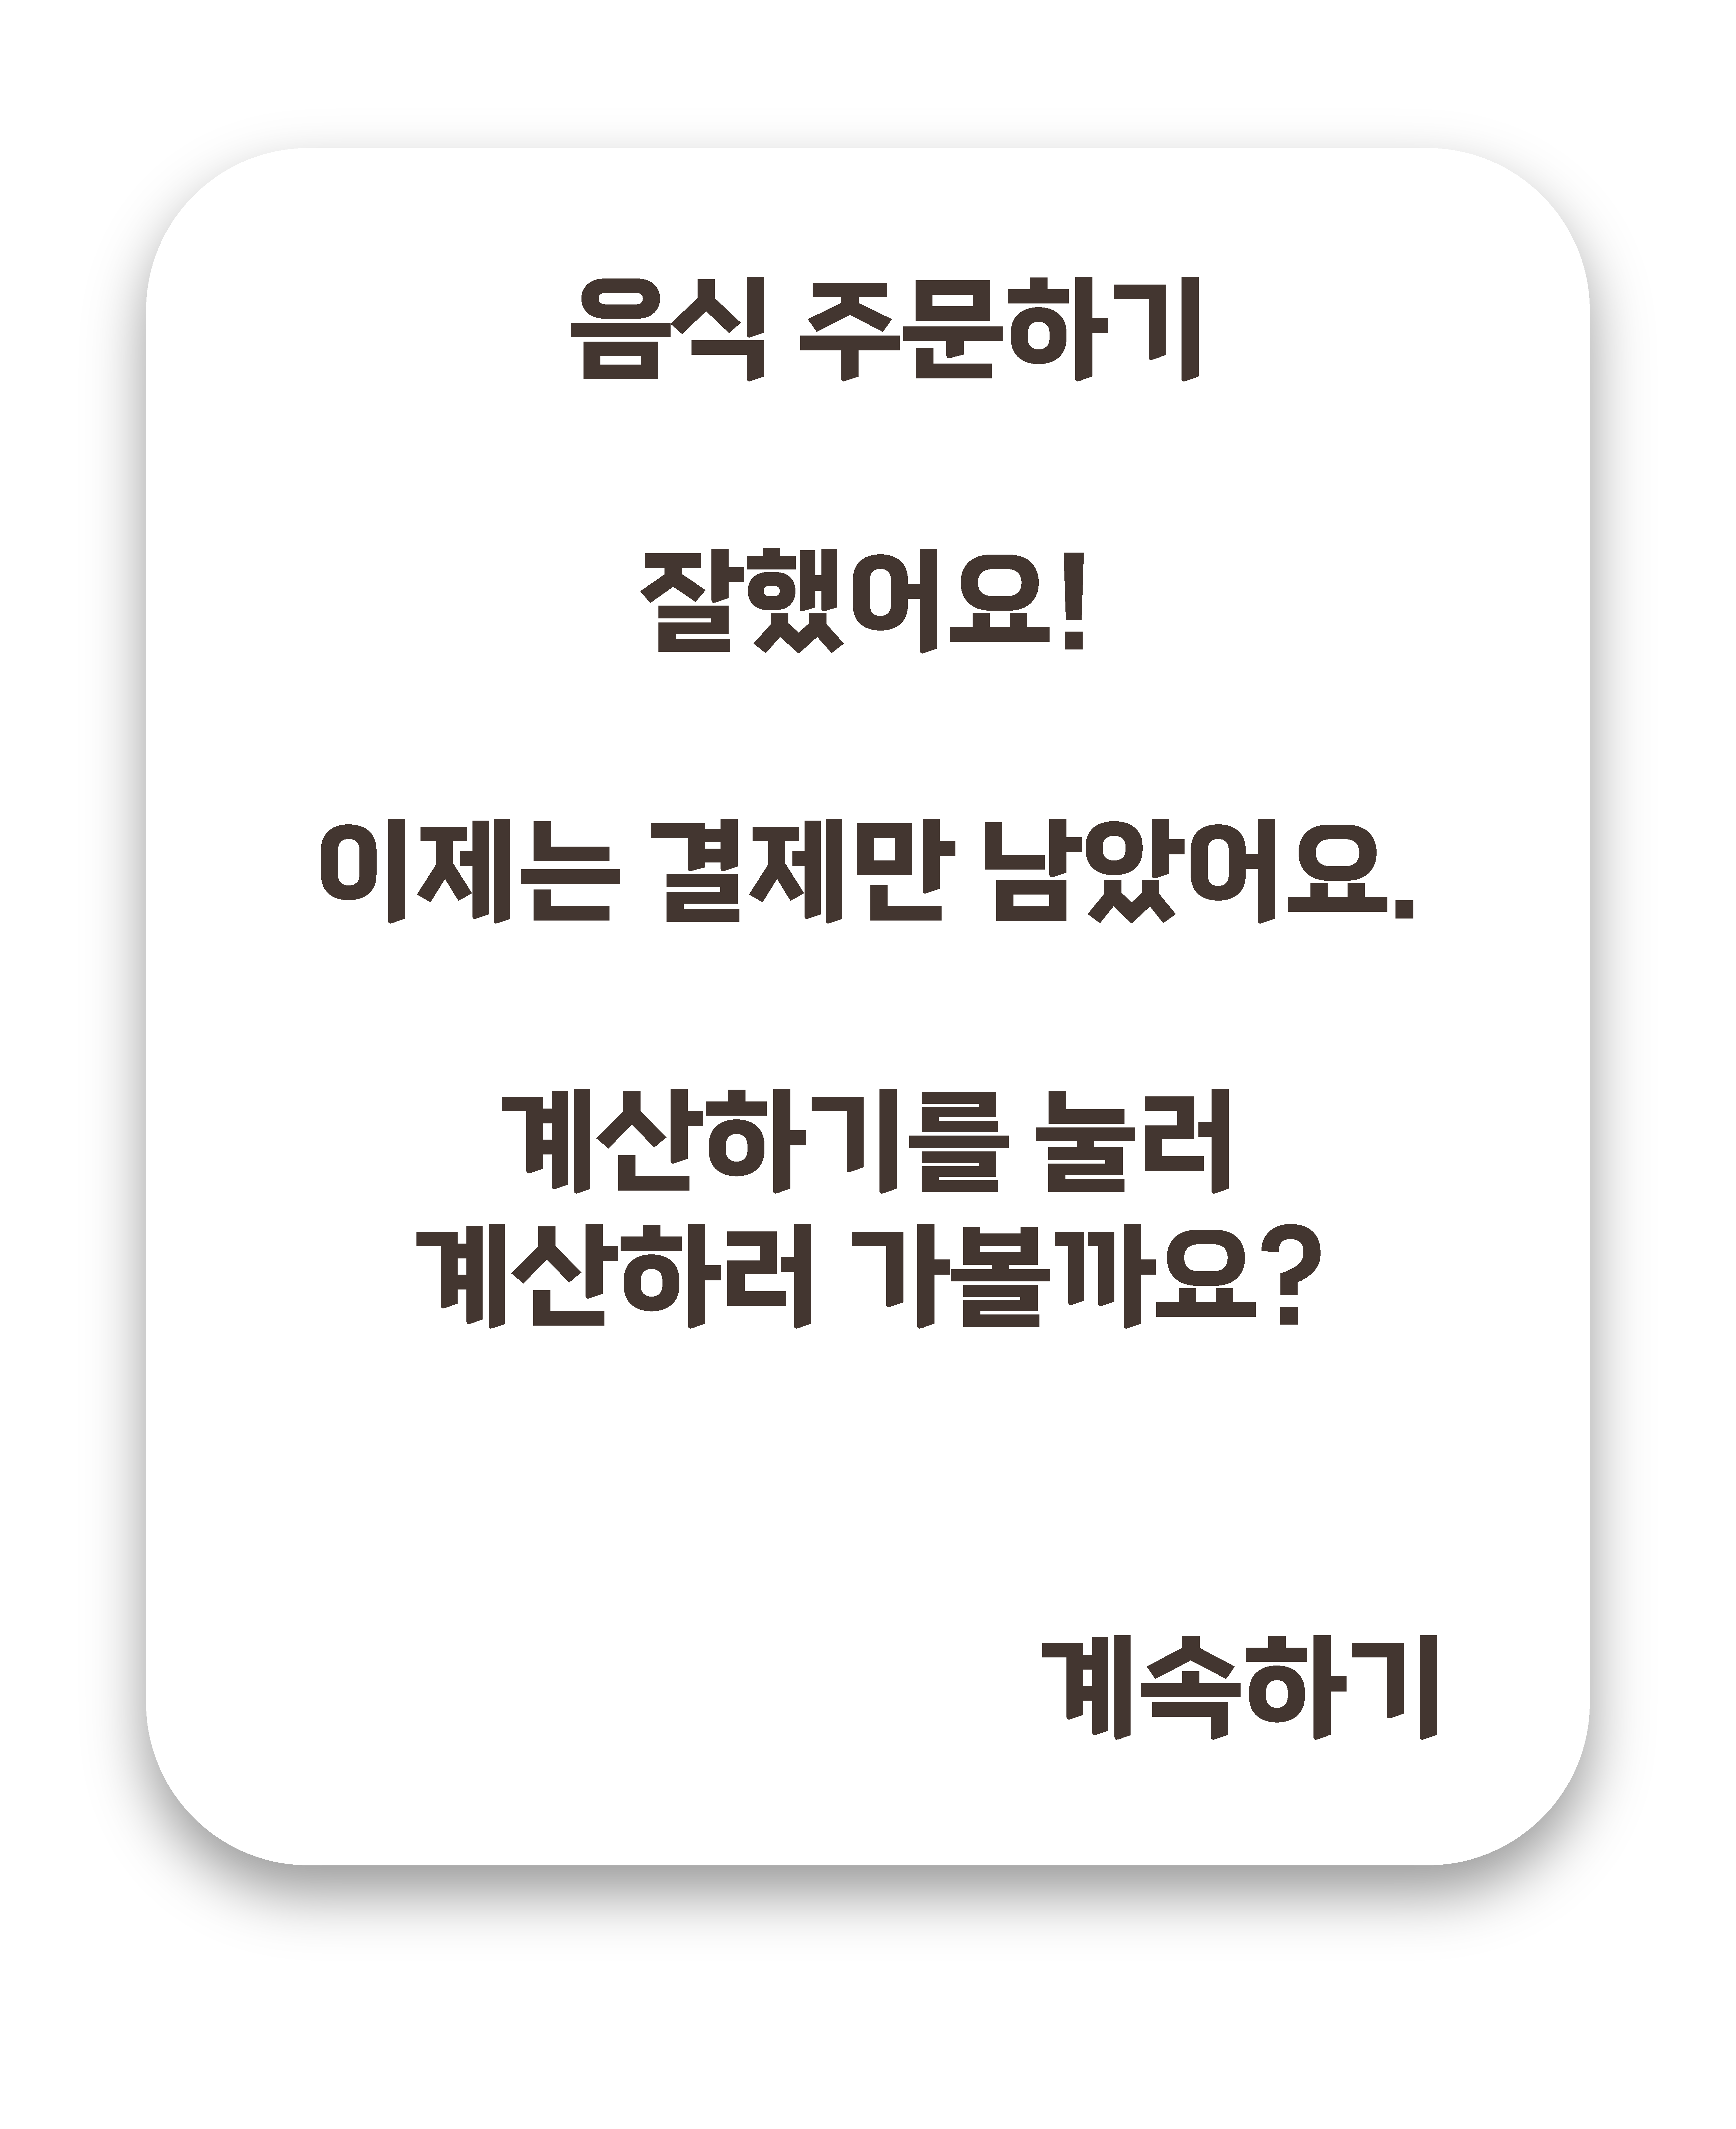 음식 주문하기
잘했어요!
이제는 결제만 남았어요.
계산하기를 눌러
계산하러 가볼까요?
계속하기